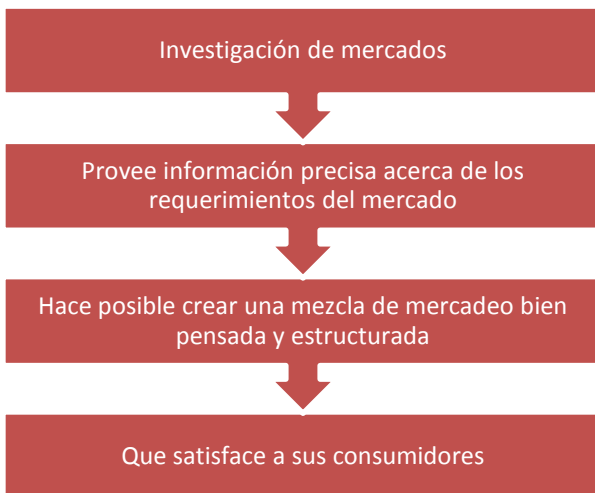 Investigación de mercados
Provee información precisa acerca de los
requerimientos del mercado
Hace posible crear una mezcla de mercadeo bien
pensada y estructurada
Que satisface a sus consumidores